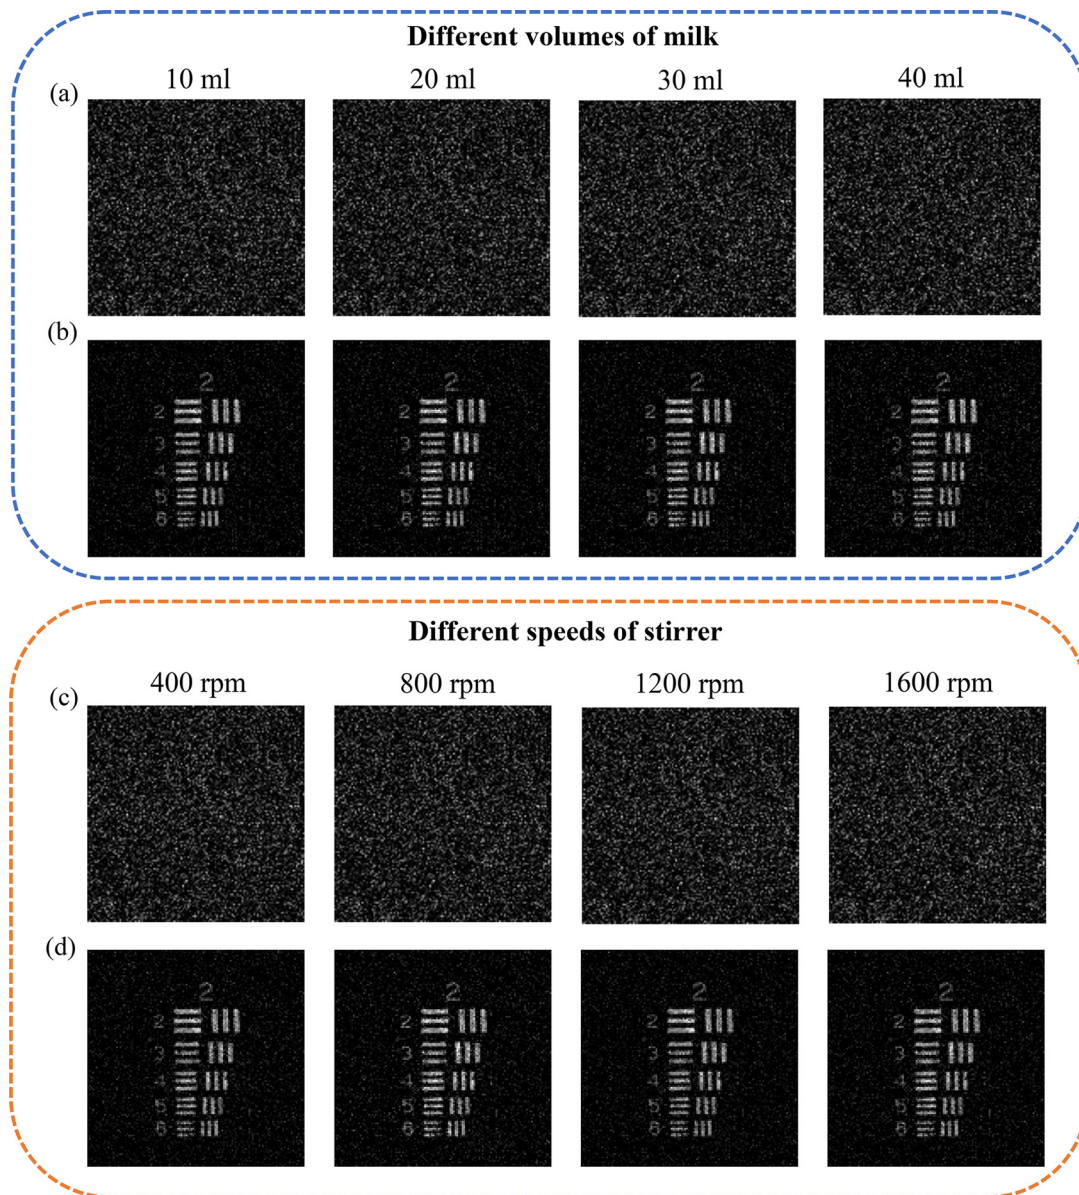 Different volumes of milk
10 ml 20 ml 30 ml 40 ml
(a)
(b)
2 2 2 2
2 2 2 2
3 3 3 3
4 4 4 4
5 5 5 5
6 6 6 6
Different speeds of stirrer
400 rpm 800 rpm 1200 rpm 1600 rpm
(c)
(d)
2 2 2 2
2 2 2 2
3 3 3 3
4 4 4 4
5 5 5 5
6 6 6 6